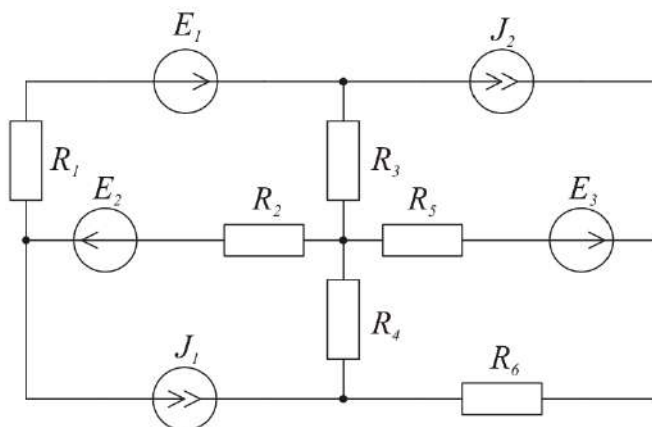 E₁ J₂
R₁ R₃
E₂ R₂ R₅ E₃
R₄
J₁ R₆